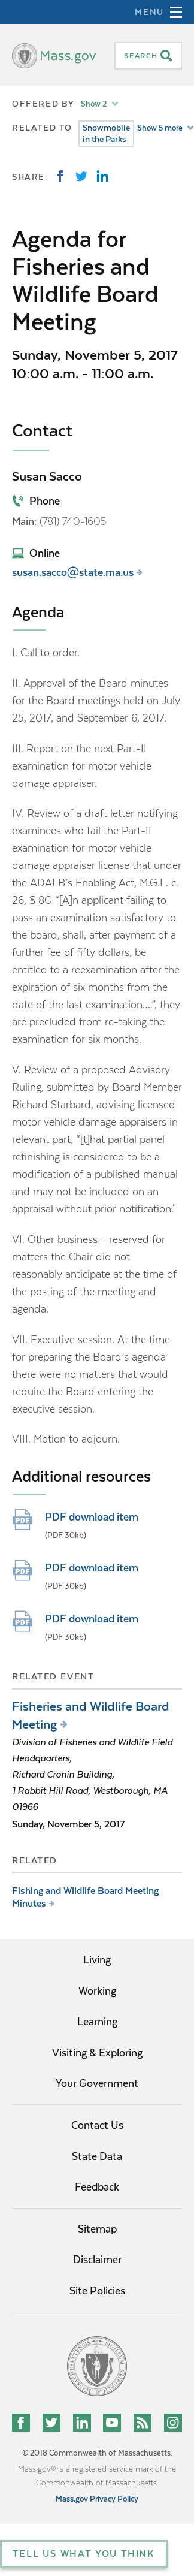 MENU
Mass.gov
SEARCH
OFFERED BY Show 2
RELATED TO Snowmobile in the Parks Show 5 more
SHARE:
Agenda for
Fisheries and
Wildlife Board
Meeting
Sunday, November 5, 2017
10:00 a.m. - 11:00 a.m.
Contact
Susan Sacco
Phone
Main: (781) 740-1605
Online
susan.sacco@state.ma.us
Agenda
I. Call to order.
II. Approval of the Board minutes
for the Board meetings held on July
25, 2017, and September 6, 2017.
III. Report on the next Part-II
examination for motor vehicle
damage appraiser.
IV. Review of a draft letter notifying
examinees who failed the Part-II
examination for motor vehicle
damage appraiser license that under
the ADALB's Enabling Act, M.G.L. c.
26, § 8G “[A]n applicant failing to
pass an examination satisfactory to
the board, shall, after payment of a
further fee of fifty dollars, be
entitled to a reexamination after the
expiration of six months from the
date of the last examination....”, they
are precluded from re-taking the
examination for six months.
V. Review of a proposed Advisory
Ruling, submitted by Board Member
Richard Starbard, advising licensed
motor vehicle damage appraisers in
relevant part, “[t]hat partial panel
refinishing is considered to be a
modification of a published manual
and may not be included on an
appraisal without prior negotiation.”
VI. Other business – reserved for
matters the Chair did not
reasonably anticipate at the time of
the posting of the meeting and
agenda.
VII. Executive session. At the time
for preparing the Board's agenda
there were no matters that would
require the Board entering the
executive session.
VIII. Motion to adjourn.
Additional resources
PDF PDF download item
(PDF 30kb)
PDF PDF download item
(PDF 30kb)
PDF PDF download item
(PDF 30kb)
RELATED EVENT
Fisheries and Wildlife Board
Meeting
Division of Fisheries and Wildlife Field
Headquarters,
Richard Cronin Building,
1 Rabbit Hill Road, Westborough, MA
01966
Sunday, November 5, 2017
RELATED
Fishing and Wildlife Board Meeting
Minutes
Living
Working
Learning
Visiting & Exploring
Your Government
Contact Us
State Data
Feedback
Sitemap
Disclaimer
Site Policies
© 2018 Commonwealth of Massachusetts.
Mass.gov® is a registered service mark of the
Commonwealth of Massachusetts.
Mass.gov Privacy Policy
TELL US WHAT YOU THINK